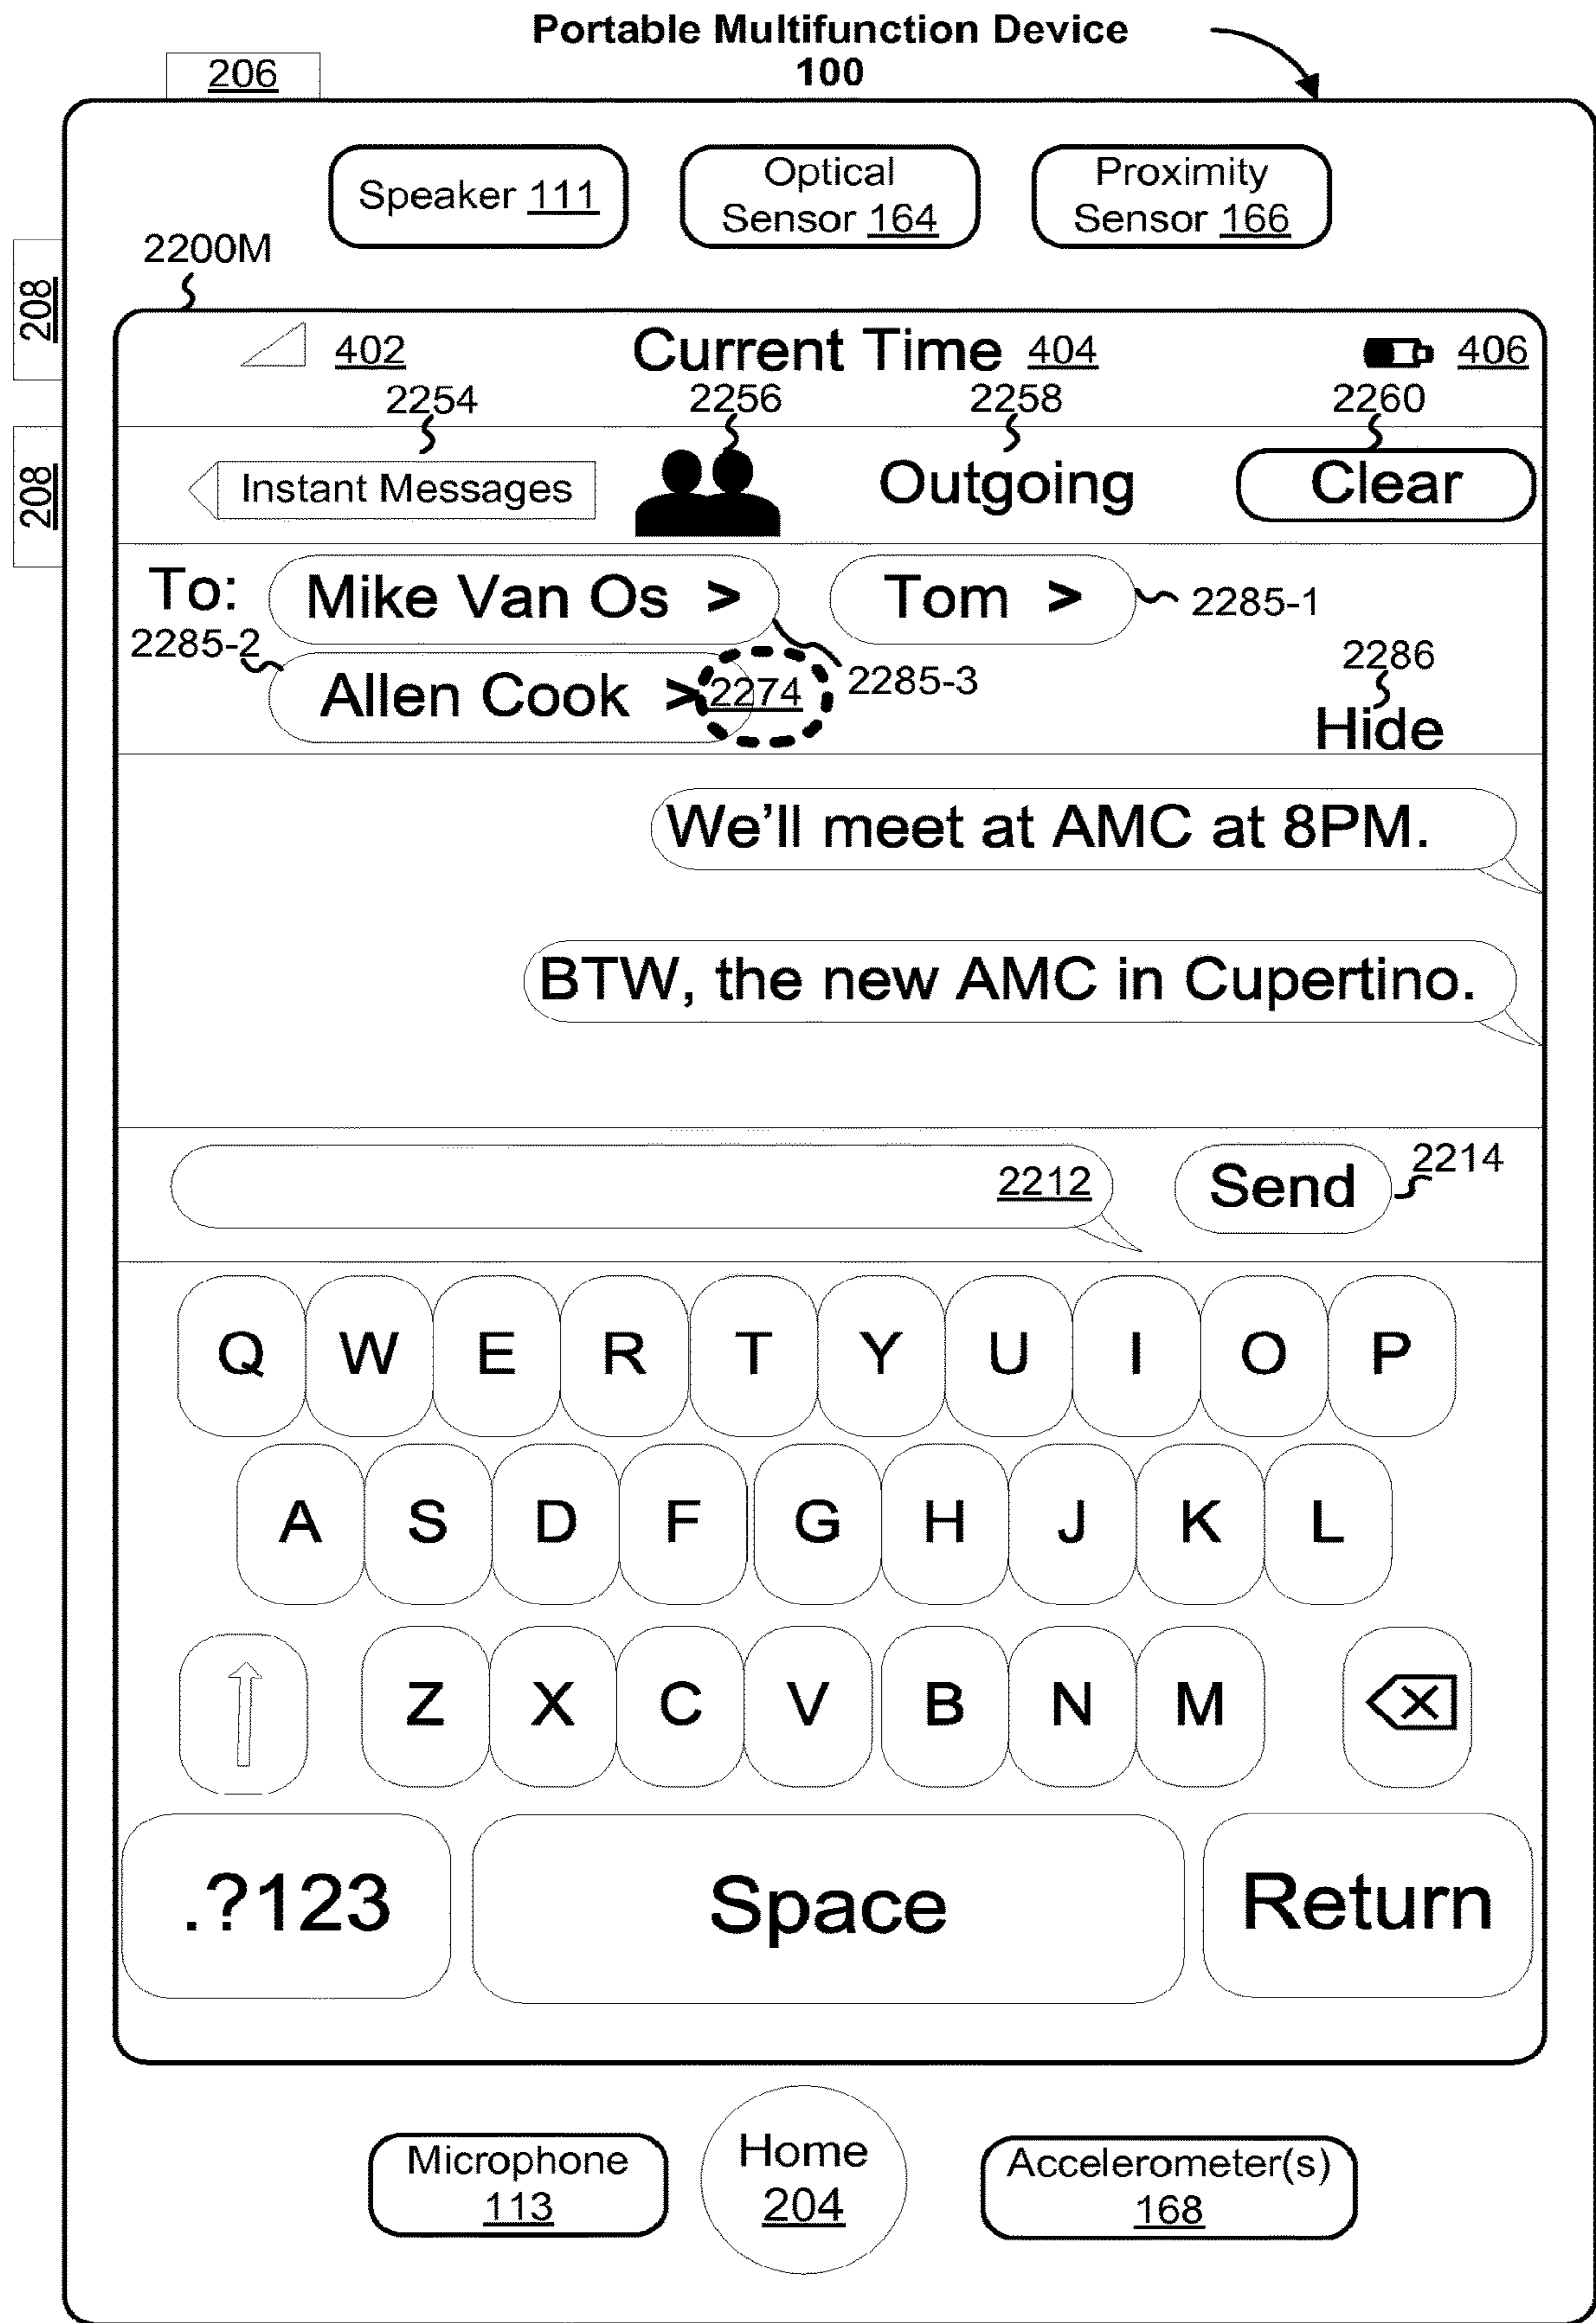 Portable Multifunction Device
100
206
Speaker 111
Optical
Sensor 164
Proximity
Sensor 166
2200M
208
402
Current Time 404
406
2254
2256
2258
2260
208
Instant Messages
Outgoing
Clear
To:
Mike Van Os >
Tom >
2285-1
2285-2
Allen Cook >
2274
2285-3
2286
Hide
We'll meet at AMC at 8PM.
BTW, the new AMC in Cupertino.
2212
Send
2214
Q W E R T Y U I O P
A S D F G H J K L
Z X C V B N M
.?123
Space
Return
Microphone
113
Home
204
Accelerometer(s)
168